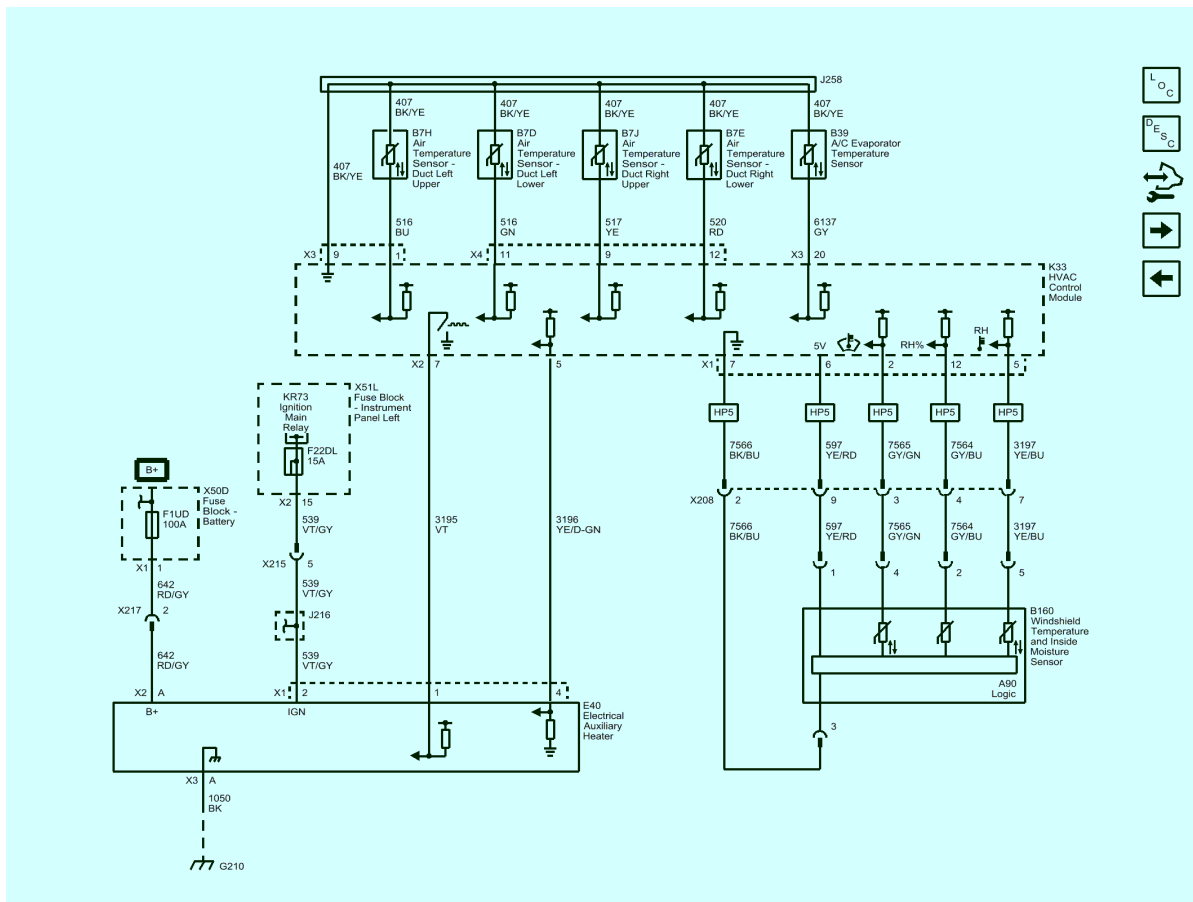 J258
L
O
C
D
E
S
C
407
BK/YE
407
BK/YE
407
BK/YE
407
BK/YE
407
BK/YE
407
BK/YE
B7H
Air
Temperature
Sensor -
Duct Left
Upper
B7D
Air
Temperature
Sensor -
Duct Left
Lower
B7J
Air
Temperature
Sensor -
Duct Right
Upper
B7E
Air
Temperature
Sensor -
Duct Right
Lower
B39
A/C Evaporator
Temperature
Sensor
516
BU
516
GN
517
YE
520
RD
6137
GY
X3 9 1 X4 11 9 12 X3 20
K33
HVAC
Control
Module
5V RH% RH
X2 7 5 X1 7 6 2 12 5
HP5 HP5 HP5 HP5 HP5
7566
BK/BU
597
YE/RD
7565
GY/GN
7564
GY/BU
3197
YE/BU
X208 2 9 3 4 7
7566
BK/BU
597
YE/RD
7565
GY/GN
7564
GY/BU
3197
YE/BU
1 4 2 5
B160
Windshield
Temperature
and Inside
Moisture
Sensor
A90
Logic
3
KR73
Ignition
Main
Relay
F22DL
15A
X51L
Fuse Block
- Instrument
Panel Left
X2 15
539
VT/GY
X215 5
539
VT/GY
J216
539
VT/GY
3195
VT
3196
YE/D-GN
B+
X50D
Fuse
Block -
Battery
F1UD
100A
X1 1
642
RD/GY
X217 2
642
RD/GY
X2 A X1 2 1 4
B+ IGN
E40
Electrical
Auxiliary
Heater
X3 A
1050
BK
G210